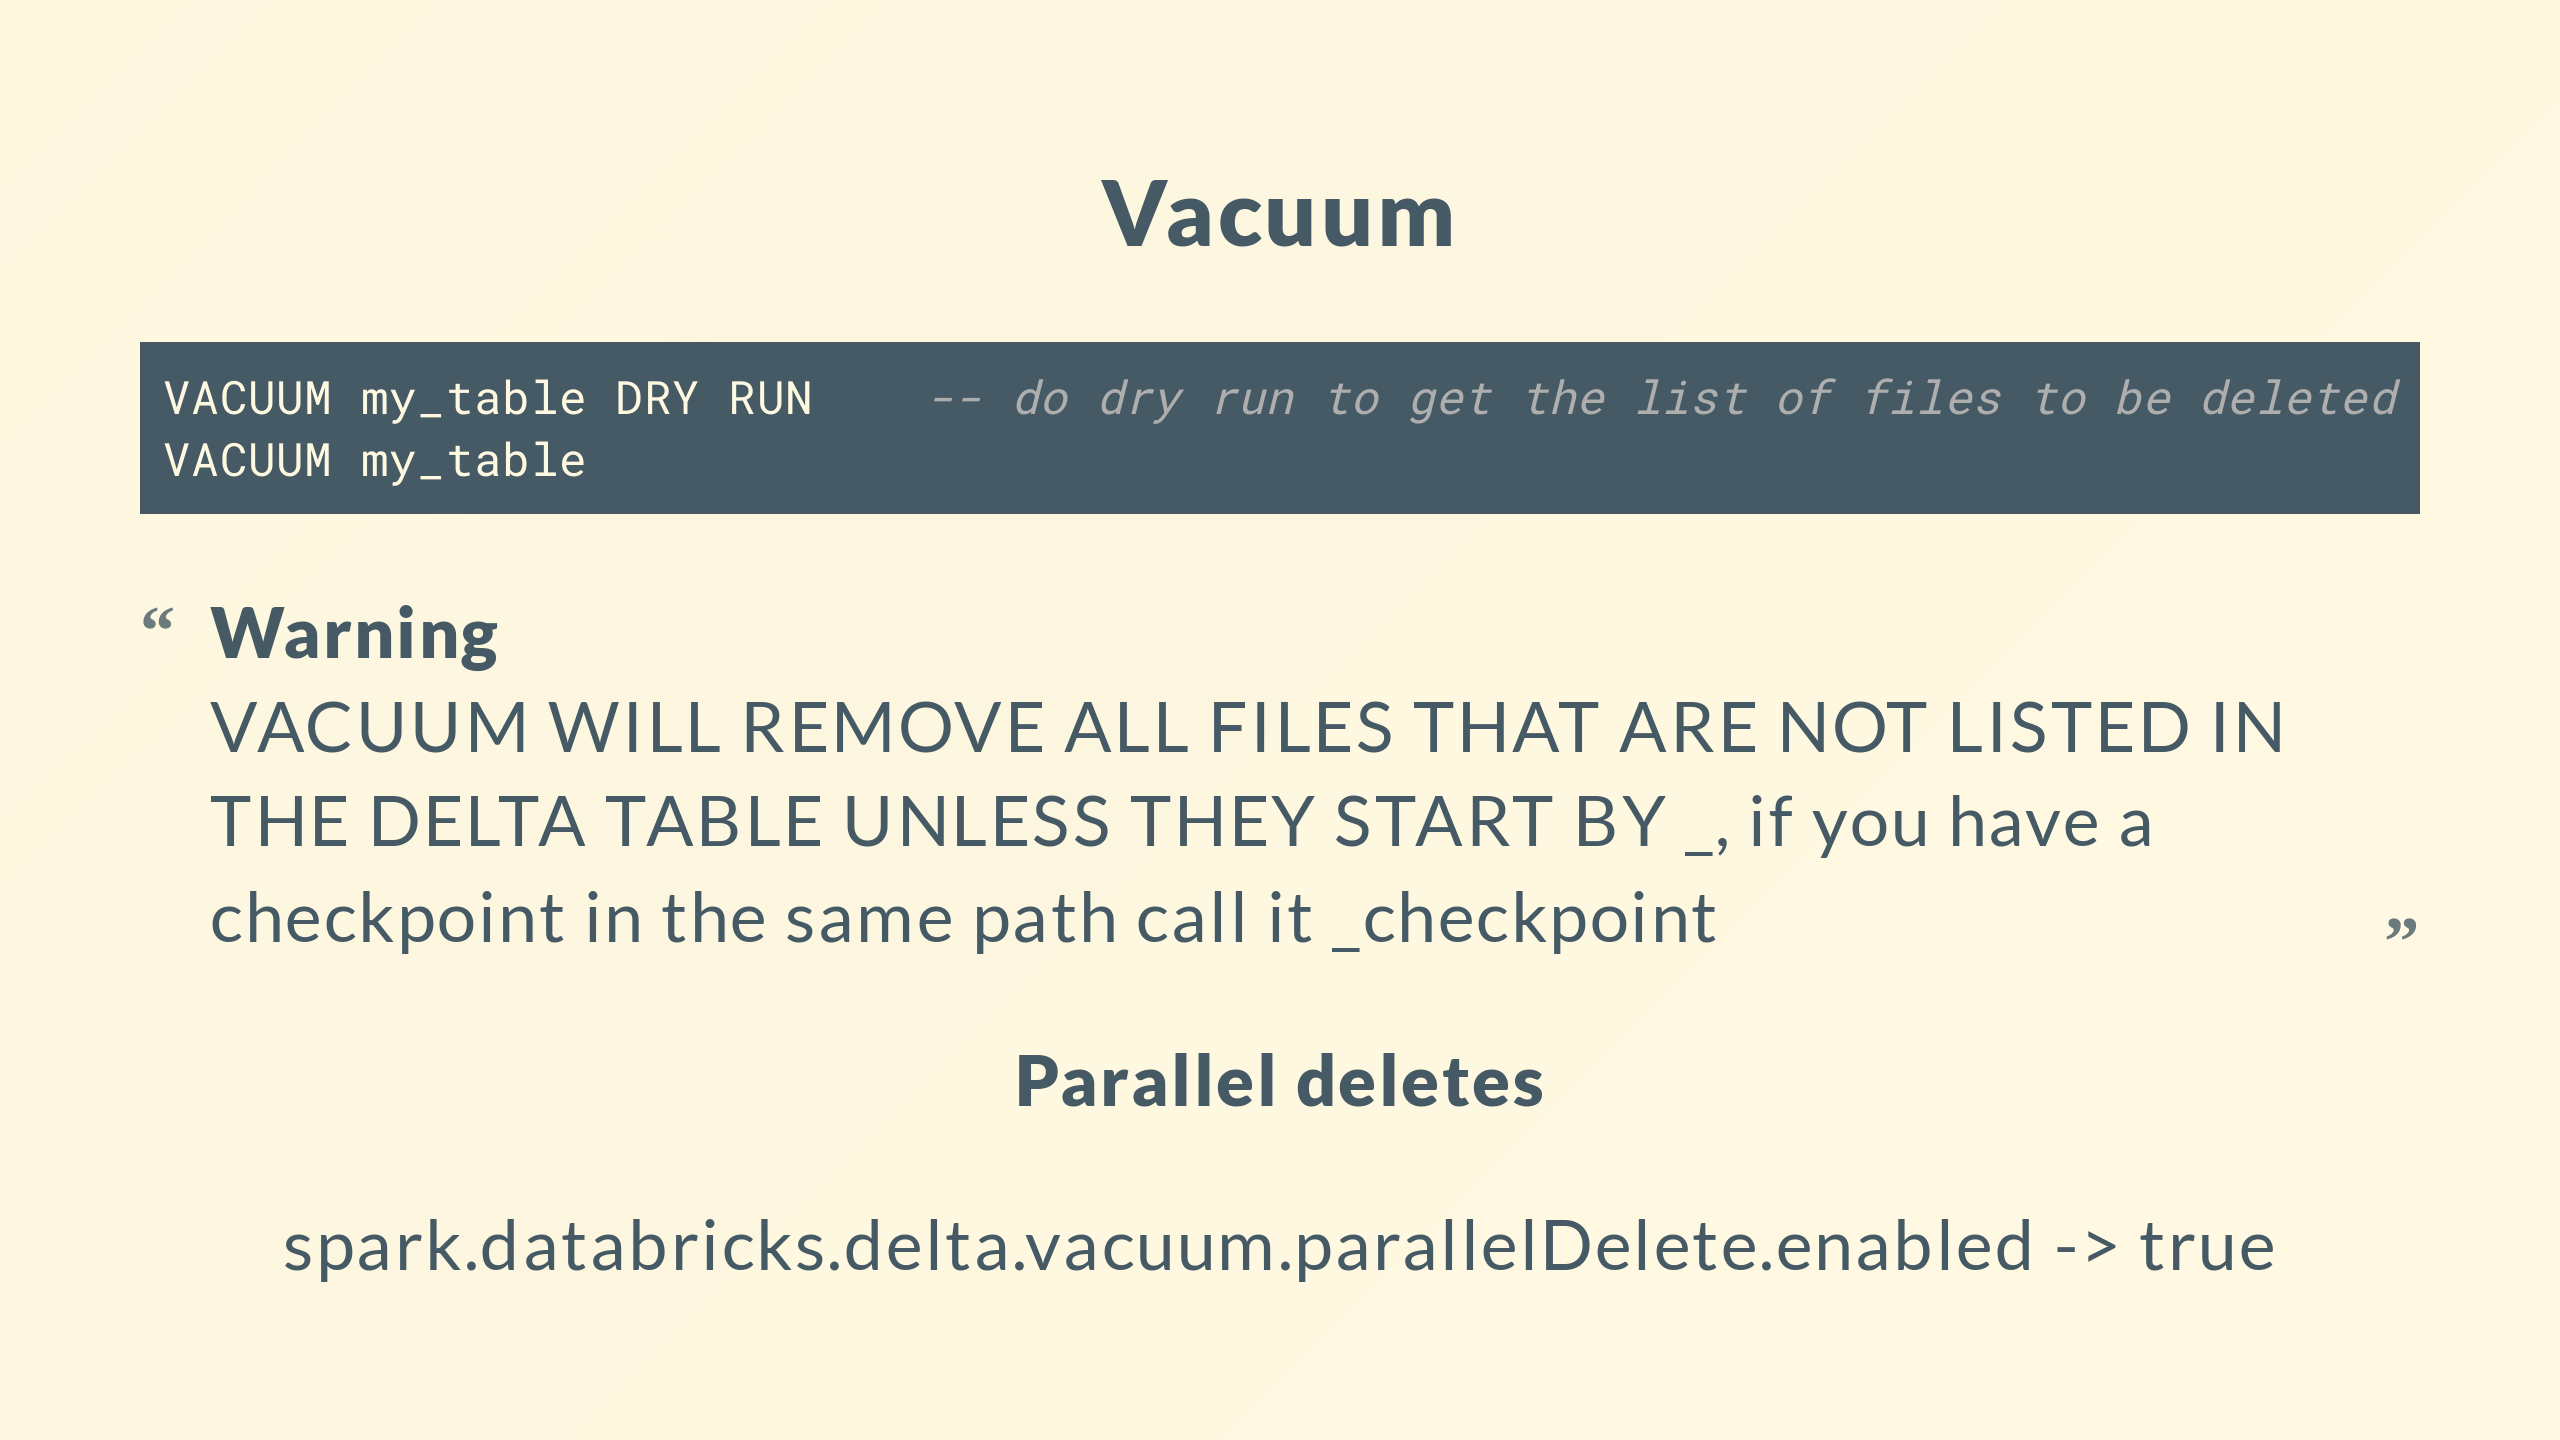 Vacuum
VACUUM my_table DRY RUN    -- do dry run to get the list of files to be deleted
VACUUM my_table
“ Warning
VACUUM WILL REMOVE ALL FILES THAT ARE NOT LISTED IN
THE DELTA TABLE UNLESS THEY START BY _, if you have a
checkpoint in the same path call it _checkpoint ”
Parallel deletes
spark.databricks.delta.vacuum.parallelDelete.enabled -> true